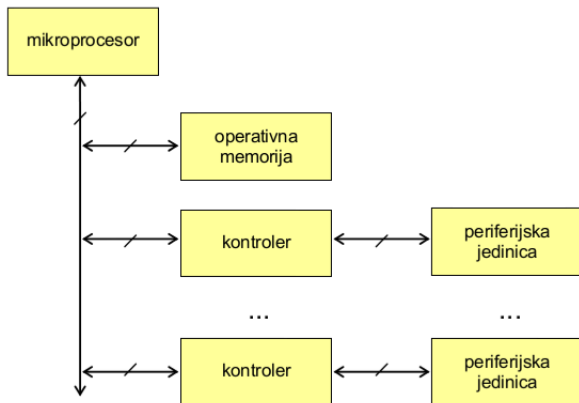 mikroprocesor
operativna
memorija
kontroler
periferijska
jedinica
...
...
kontroler
periferijska
jedinica